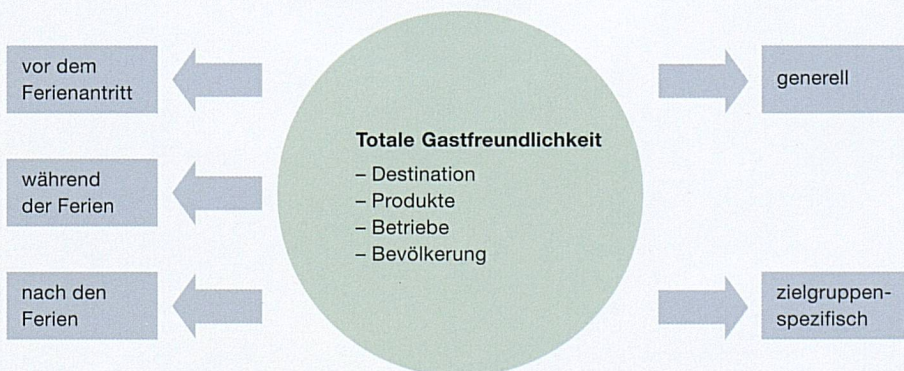 vor dem
Ferienantritt
während
der Ferien
nach den
Ferien
Totale Gastfreundlichkeit
– Destination
– Produkte
– Betriebe
– Bevölkerung
generell
zielgruppen-
spezifisch